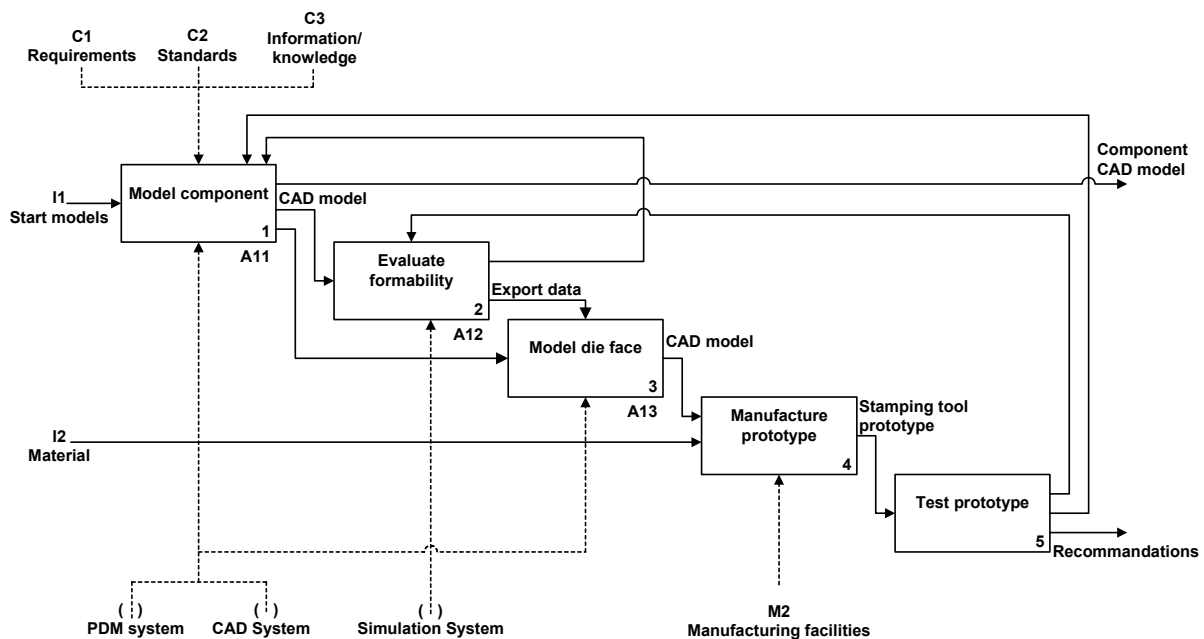 C1
Requirements
C2
Standards
C3
Information/
knowledge
Component
CAD model
I1
Start models
Model component
1
A11
CAD model
Evaluate
formability
2
A12
Export data
Model die face
3
A13
CAD model
I2
Material
Manufacture
prototype
4
Stamping tool
prototype
Test prototype
5
Recommandations
( )
PDM system
( )
CAD System
( )
Simulation System
M2
Manufacturing facilities